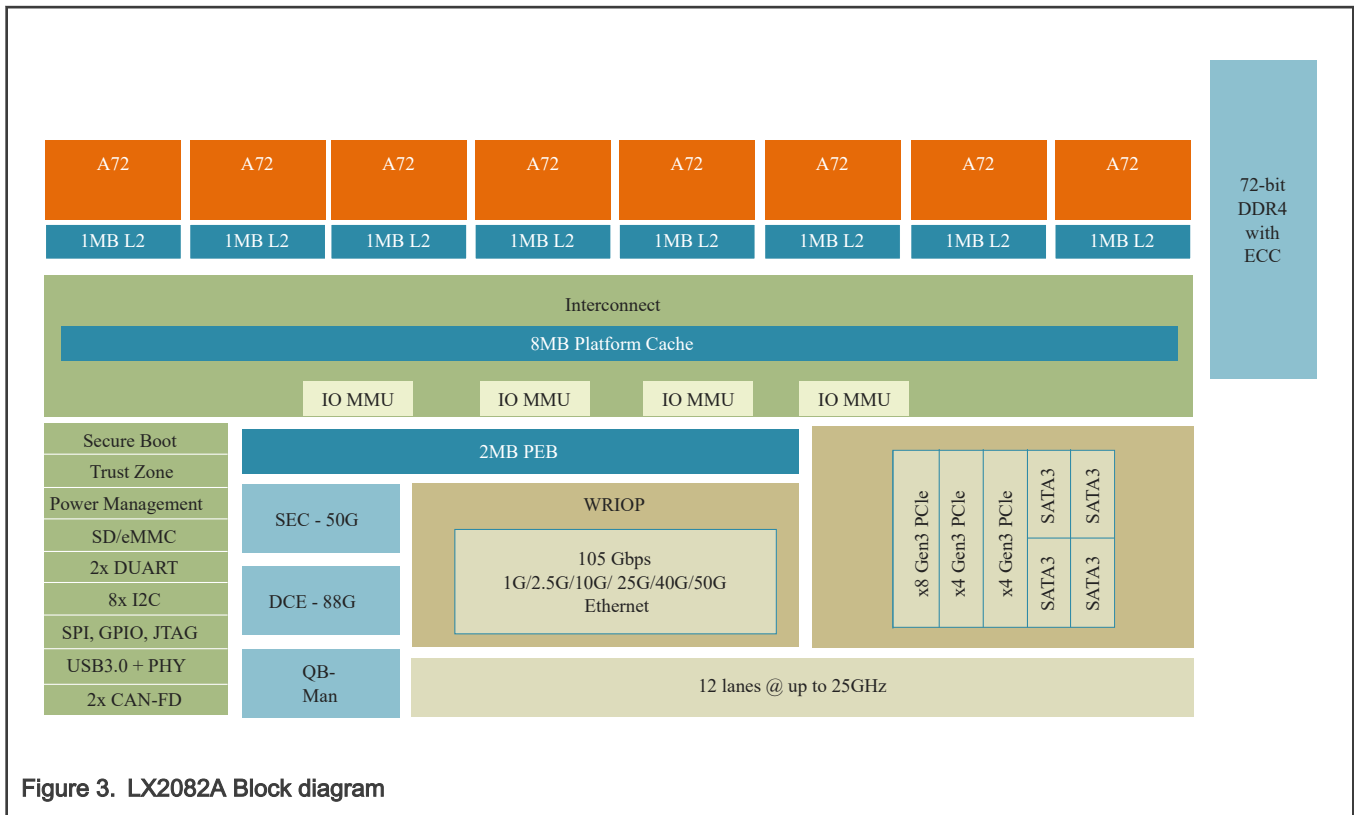 A72
A72
A72
A72
A72
A72
A72
A72
1MB L2
1MB L2
1MB L2
1MB L2
1MB L2
1MB L2
1MB L2
1MB L2
72-bit
DDR4
with
ECC
Interconnect
8MB Platform Cache
IO MMU
IO MMU
IO MMU
IO MMU
Secure Boot
Trust Zone
Power Management
SD/eMMC
2x DUART
8x I2C
SPI, GPIO, JTAG
USB3.0 + PHY
2x CAN-FD
2MB PEB
SEC - 50G
DCE - 88G
QB-
Man
WRIOP
105 Gbps
1G/2.5G/10G/ 25G/40G/50G
Ethernet
x8 Gen3 PCIe
x4 Gen3 PCIe
x4 Gen3 PCIe
SATA3
SATA3
SATA3
SATA3
12 lanes @ up to 25GHz
Figure 3. LX2082A Block diagram